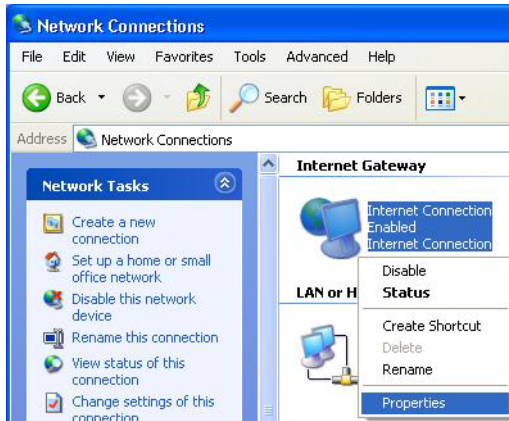 Network Connections
File Edit View Favorites Tools Advanced Help
Back Search Folders
Address Network Connections
Network Tasks
Create a new
connection
Set up a home or small
office network
Disable this network
device
Rename this connection
View status of this
connection
Change settings of this
connection
Internet Gateway
Internet Connection
Enabled
Internet Connection
LAN or H
Disable
Status
Create Shortcut
Delete
Rename
Properties